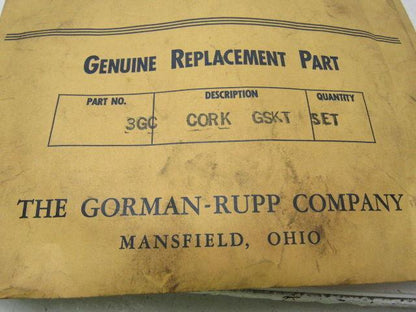 GENUINE REPLACEMENT PART
PART NO. DESCRIPTION QUANTITY
3GC CORK GSKT SET
THE GORMAN-RUPP COMPANY
MANSFIELD, OHIO